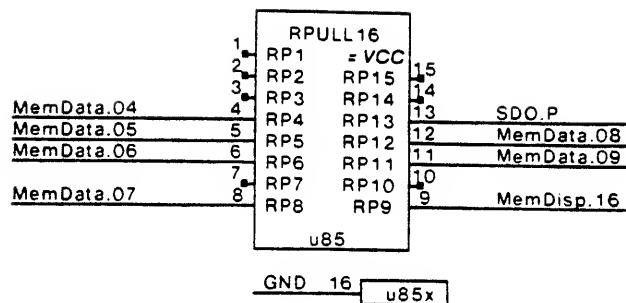 RPULL16
1 RP1 = VCC
2 RP2 RP15 15
3 RP3 RP14 14
MemData.04 4 RP4 RP13 13 SDO.P
MemData.05 5 RP5 RP12 12 MemData.08
MemData.06 6 RP6 RP11 11 MemData.09
7 RP7 RP10 10
MemData.07 8 RP8 RP9 9 MemDisp.16
u85
GND 16 u85x